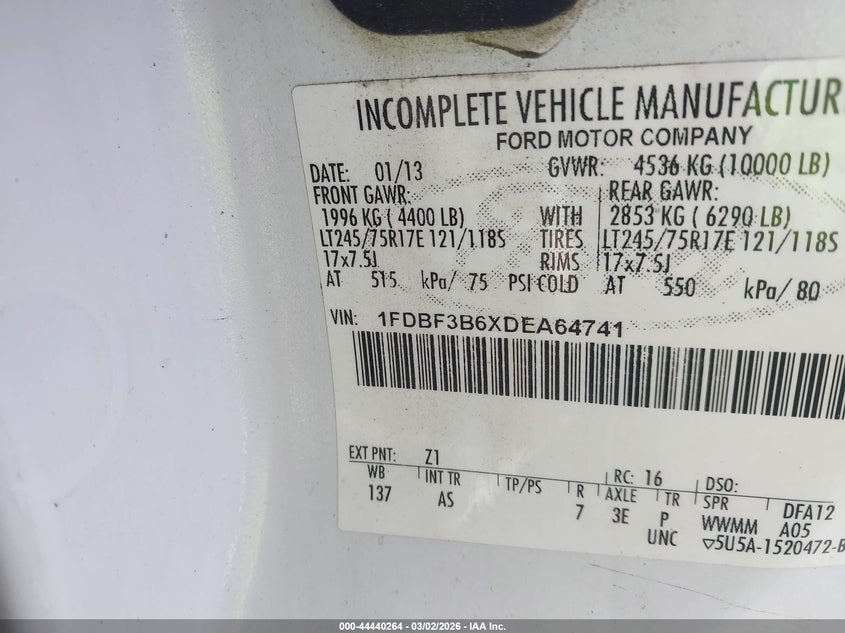 INCOMPLETE VEHICLE MANUFACTUR
FORD MOTOR COMPANY
DATE: 01/13 GVWR: 4536 KG (10000 LB)
FRONT GAWR: REAR GAWR:
1996 KG ( 4400 LB) WITH 2853 KG ( 6290 LB)
LT245/75R17E 121/118S TIRES LT245/75R17E 121/118S
17x7.5J RIMS 17x7.5J
AT 515 kPa/ 75 PSI COLD AT 550 kPa/ 80
VIN: 1FDBF3B6XDEA64741
EXT PNT: Z1 RC: 16 DSO:
WB INT TR TP/PS R AXLE TR SPR DFA12
137 AS 7 3E P WWMM A05
UNC ▽5U5A-1520472-B
000-44440264 - 03/02/2026 - IAA Inc.